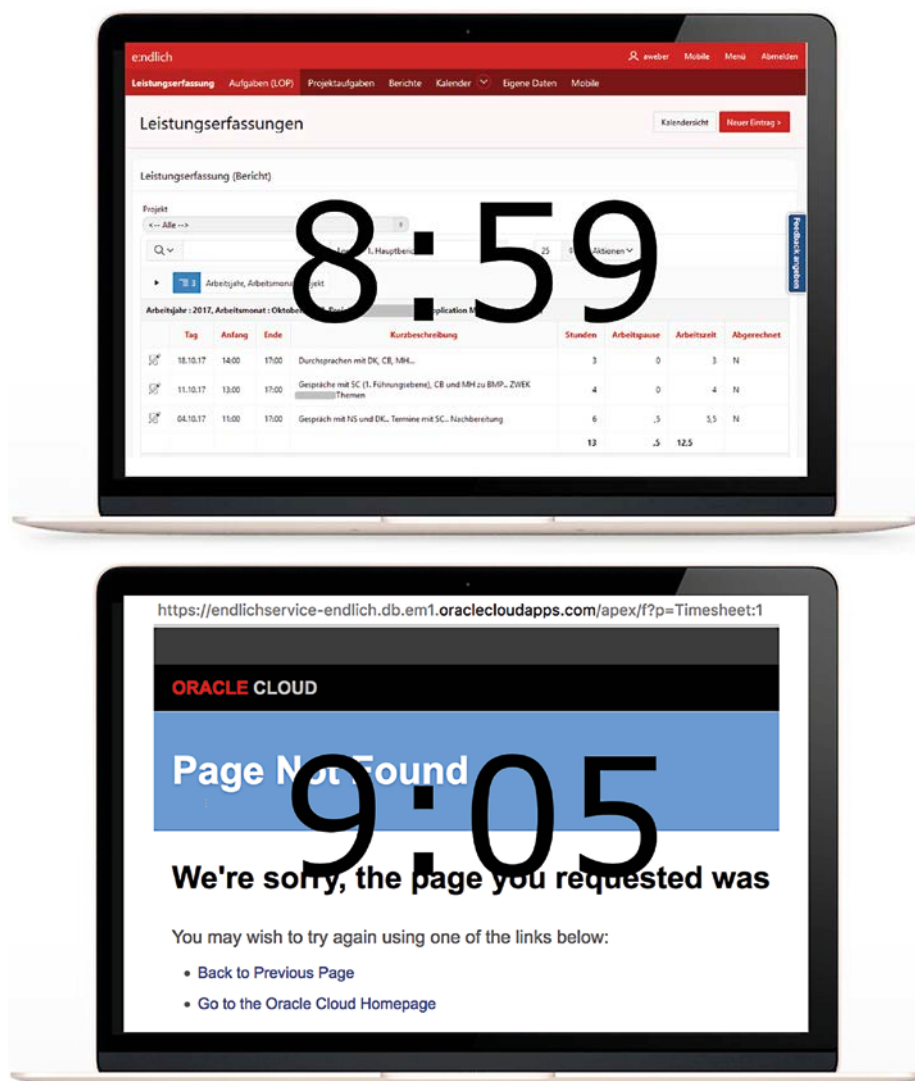 e:ndlich aweber Mobile Menü Abmelden
Leistungserfassung Aufgaben (LOP) Projektaufgaben Berichte Kalender Eigene Daten Mobile
Leistungserfassungen Kalendersicht Neuer Eintrag >
Leistungserfassung (Bericht)
Projekt
<-- Alle -->
1. Hauptberic 25 Aktionen
8:59
Feedback angeben
3 Arbeitsjahr, Arbeitsmona
Arbeitsjahr : 2017, Arbeitsmonat : Oktobe
Tag Anfang Ende Kurzbeschreibung Stunden Arbeitspause Arbeitszeit Abgerechnet
18.10.17 14:00 17:00 Durchsprachen mit DK, CB, MH... 3 0 3 N
11.10.17 13:00 17:00 Gespräche mit SC (1. Führungsebene), CB und MH zu BMP.. ZWEK 4 0 4 N
Themen
04.10.17 11:00 17:00 Gespräch mit NS und DK.. Termine mit SC.. Nachbereitung 6 ,5 5,5 N
13 ,5 12,5
https://endlichservice-endlich.db.em1.oraclecloudapps.com/apex/f?p=Timesheet:1
ORACLE CLOUD
Page Not Found
9:05
We're sorry, the page you requested was
You may wish to try again using one of the links below:
• Back to Previous Page
• Go to the Oracle Cloud Homepage